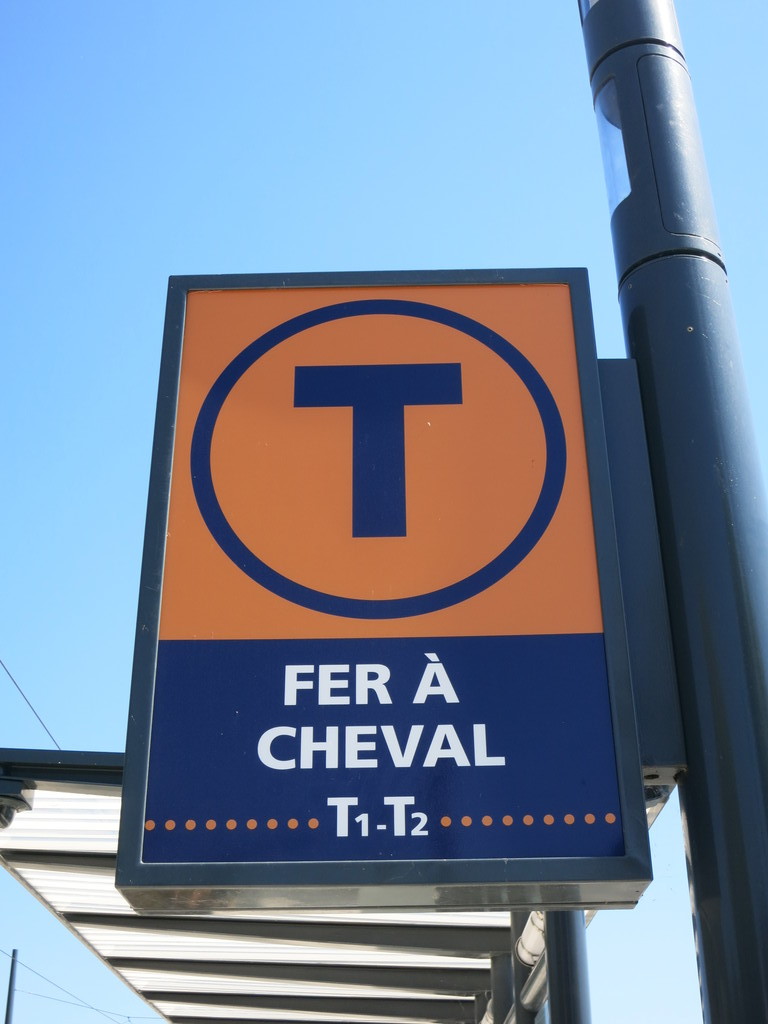 T
FER À
CHEVAL
T1-T2